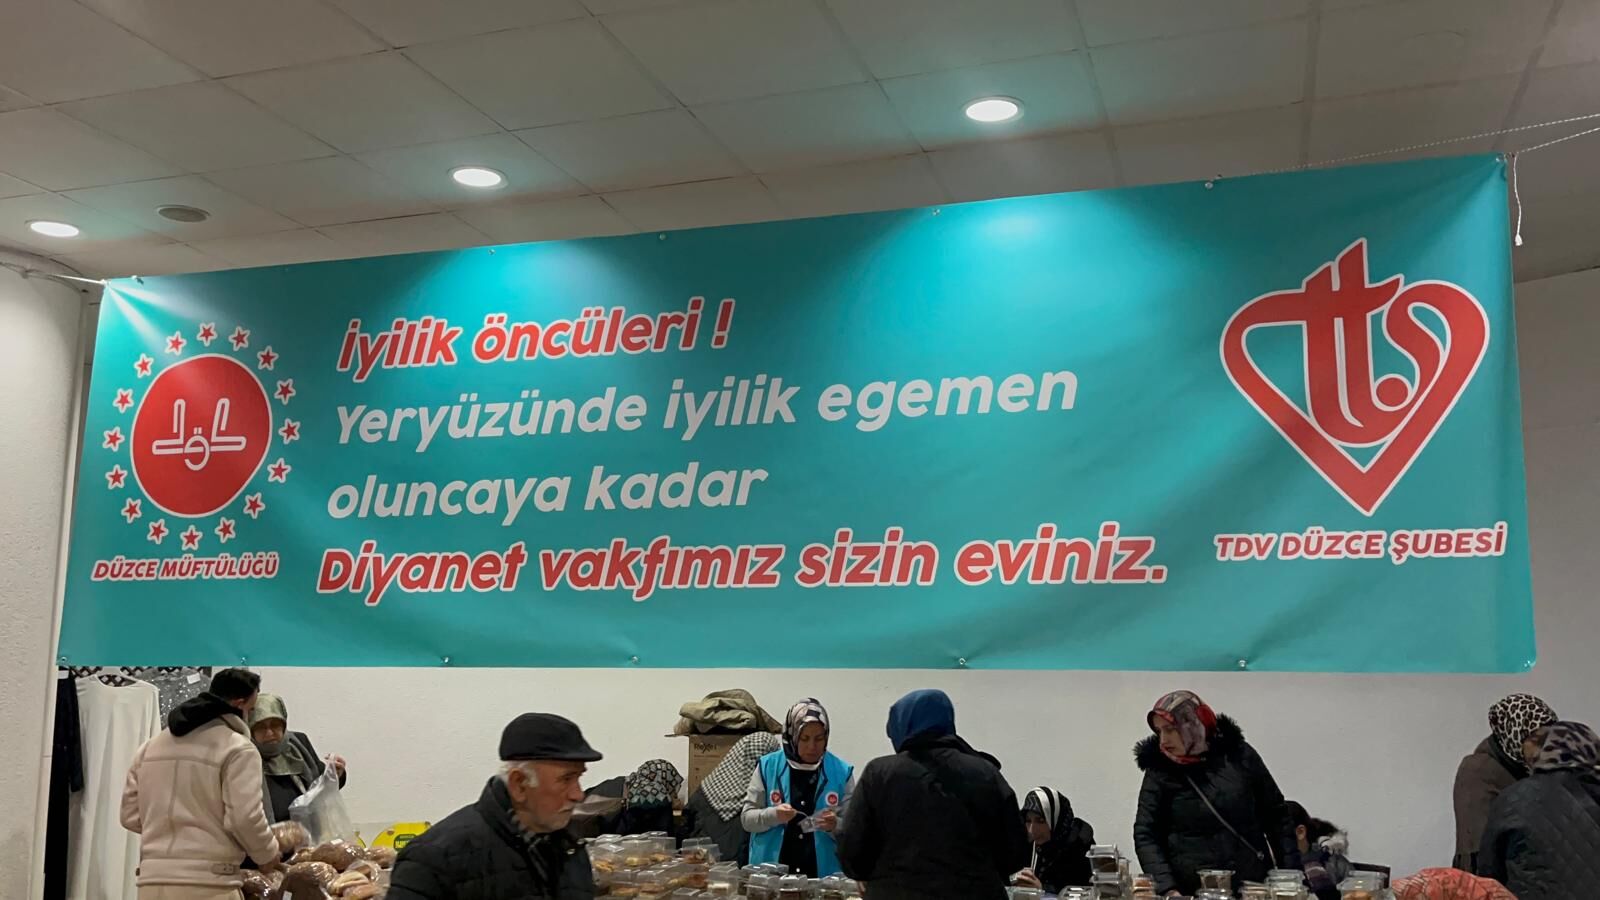 İyilik öncüleri !
Yeryüzünde iyilik egemen
oluncaya kadar
Diyanet vakfımız sizin eviniz.
DÜZCE MÜFTÜLÜĞÜ
TDV DÜZCE ŞUBESİ